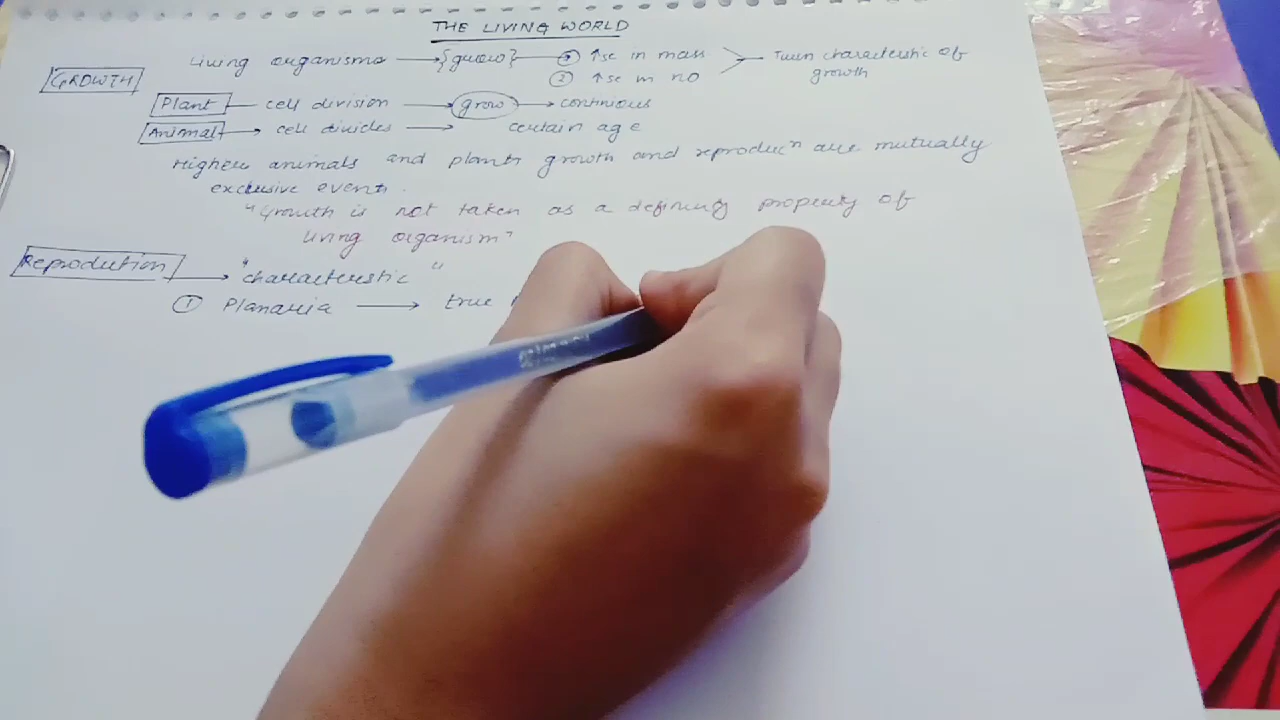 THE LIVING WORLD
Living organisms → {grow} → ① ↑se in mass
② ↑se in no
Twin characteristic of growth
GROWTH
Plant — cell division → grow → continuous
Animal → cell divides → certain age
Higher animals and plants growth and reproducⁿ are mutually
exclusive events.
"Growth is not taken as a defining property of
living organism"
Reprodution → "characterestic"
① Planaria → true